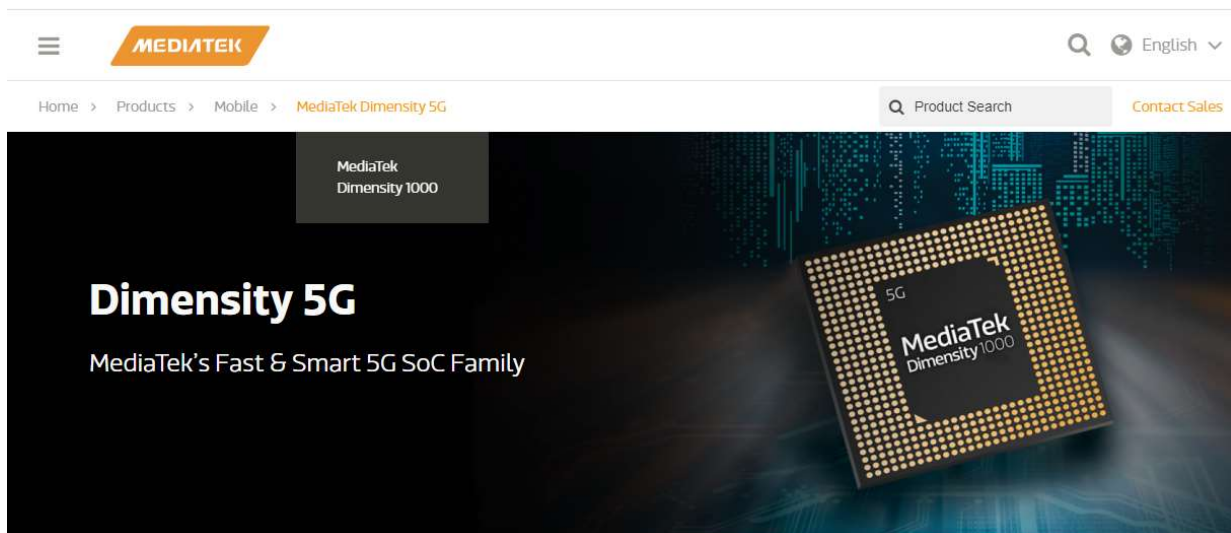 MEDIATEK
English
Home > Products > Mobile > MediaTek Dimensity 5G
Product Search
Contact Sales
MediaTek
Dimensity 1000
Dimensity 5G
MediaTek's Fast & Smart 5G SoC Family
5G
MediaTek
Dimensity 1000